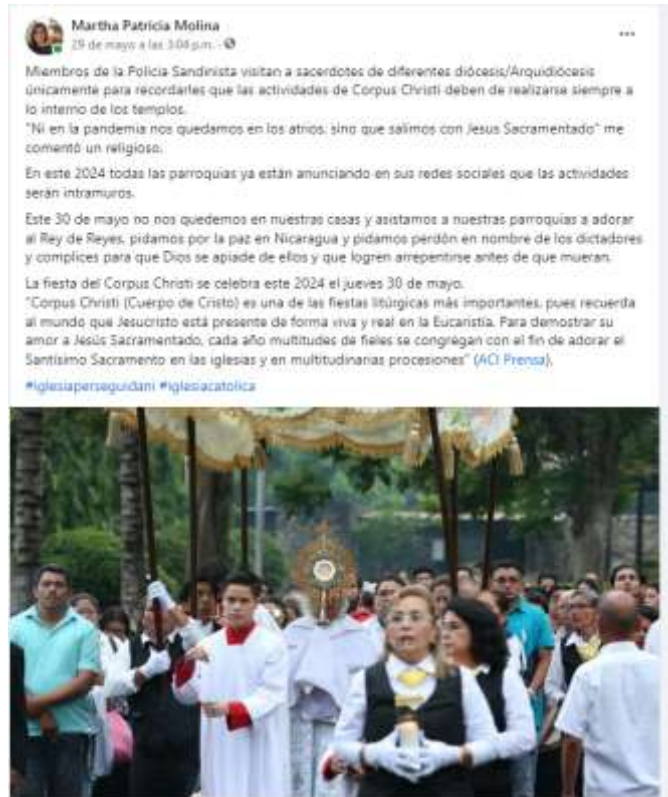 Martha Patricia Molina
29 de mayo a las 3:04 p.m. ·
Miembros de la Policia Sandinista visitan a sacerdotes de diferentes diócesis/Arquidiócesis
únicamente para recordarles que las actividades de Corpus Christi deben de realizarse siempre a
lo interno de los templos.
"Ni en la pandemia nos quedamos en los atrios, sino que salimos con Jesus Sacramentado" me
comentó un religioso.
En este 2024 todas las parroquias ya están anunciando en sus redes sociales que las actividades
serán intramuros.
Este 30 de mayo no nos quedemos en nuestras casas y asistamos a nuestras parroquias a adorar
al Rey de Reyes, pidamos por la paz en Nicaragua y pidamos perdón en nombre de los dictadores
y complices para que Dios se apiade de ellos y que logren arrepentirse antes de que mueran.
La fiesta del Corpus Christi se celebra este 2024 el jueves 30 de mayo.
"Corpus Christi (Cuerpo de Cristo) es una de las fiestas litúrgicas más importantes, pues recuerda
al mundo que Jesucristo está presente de forma viva y real en la Eucaristía. Para demostrar su
amor a Jesús Sacramentado, cada año multitudes de fieles se congregan con el fin de adorar el
Santísimo Sacramento en las iglesias y en multitudinarias procesiones" (ACI Prensa).
#iglesiaperseguidani #iglesiacatolica